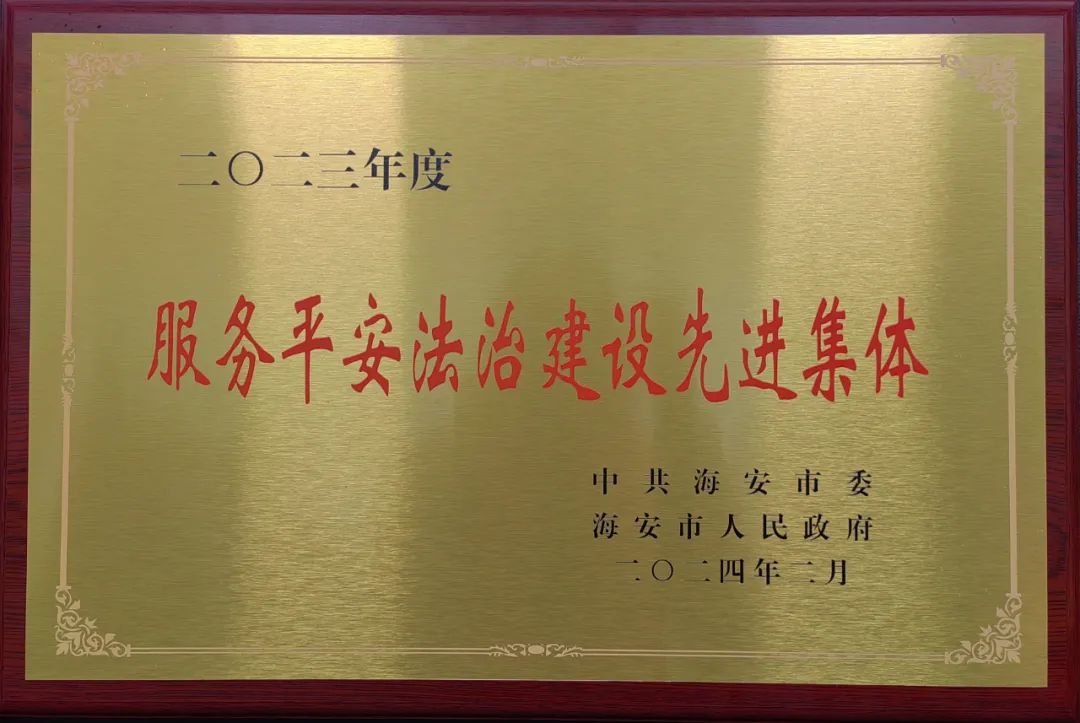 二〇二三年度
服务平安法治建设先进集体
中共海安市委
海安市人民政府
二〇二四年二月